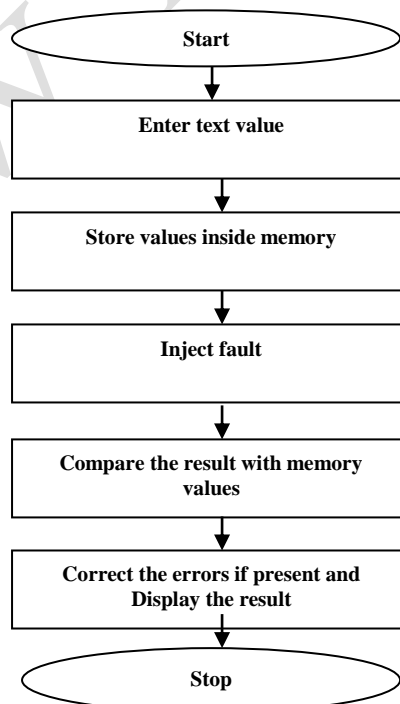 Start
Enter text value
Store values inside memory
Inject fault
Compare the result with memory
values
Correct the errors if present and
Display the result
Stop